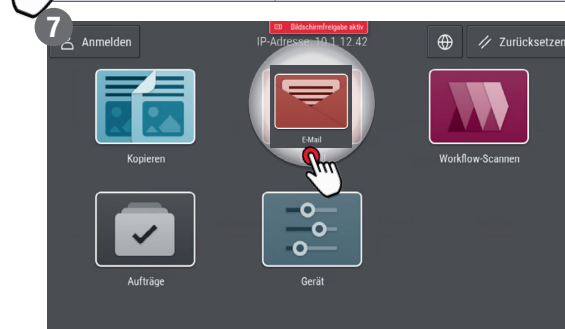 7
Bildschirmfreigabe aktiv
Anmelden
IP-Adresse: 10.1.12.42
Zurücksetzen
Kopieren
E-Mail
Workflow-Scannen
Aufträge
Gerät